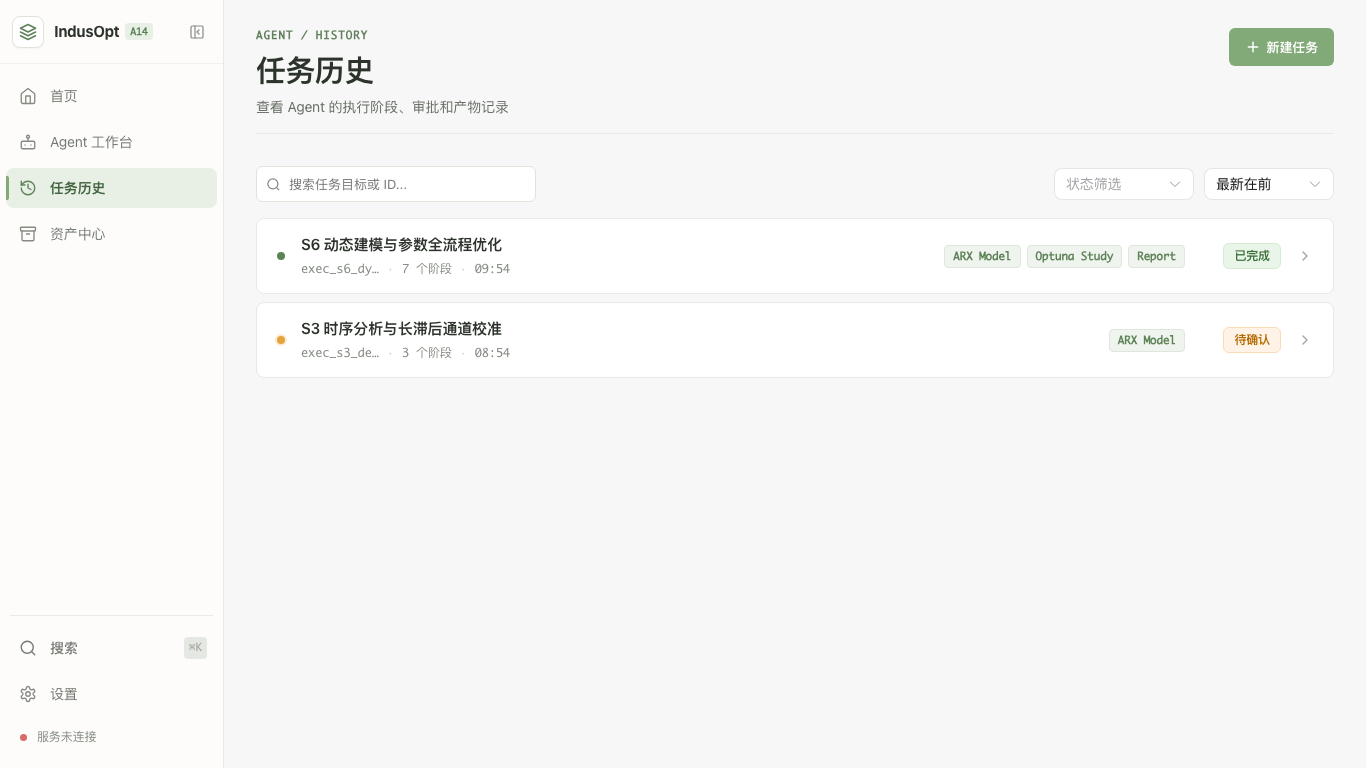 IndusOpt A14
首页
Agent 工作台
任务历史
资产中心
搜索 ⌘K
设置
服务未连接
AGENT / HISTORY
任务历史
查看 Agent 的执行阶段、审批和产物记录
新建任务
搜索任务目标或 ID...
状态筛选
最新在前
S6 动态建模与参数全流程优化
exec_s6_dy… · 7 个阶段 · 09:54
ARX Model
Optuna Study
Report
已完成
S3 时序分析与长滞后通道校准
exec_s3_de… · 3 个阶段 · 08:54
ARX Model
待确认